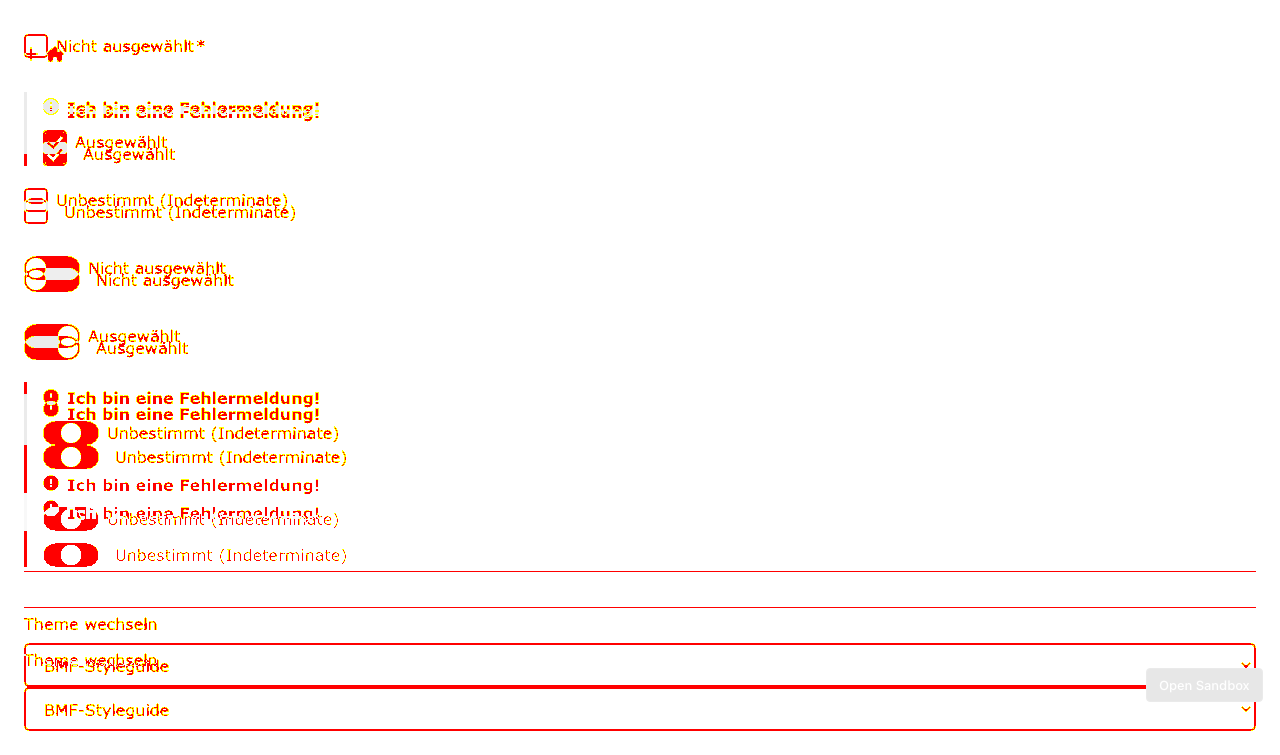 Nicht ausgewählt*
Ich bin eine Fehlermeldung!
Ausgewählt
Ausgewählt
Unbestimmt (Indeterminate)
Unbestimmt (Indeterminate)
Nicht ausgewählt
Nicht ausgewählt
Ausgewählt
Ausgewählt
Ich bin eine Fehlermeldung!
Ich bin eine Fehlermeldung!
Unbestimmt (Indeterminate)
Unbestimmt (Indeterminate)
Ich bin eine Fehlermeldung!
Ich bin eine Fehlermeldung!
Unbestimmt (Indeterminate)
Unbestimmt (Indeterminate)
Theme wechseln
Theme wechseln
BMF-Styleguide
Open Sandbox
BMF-Styleguide